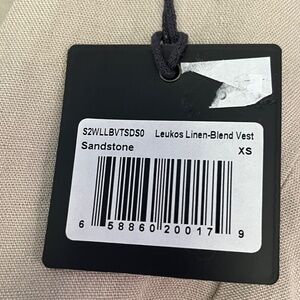 S2WLLBVTSDS0 Leukos Linen-Blend Vest
Sandstone XS
6 58860 20017 9